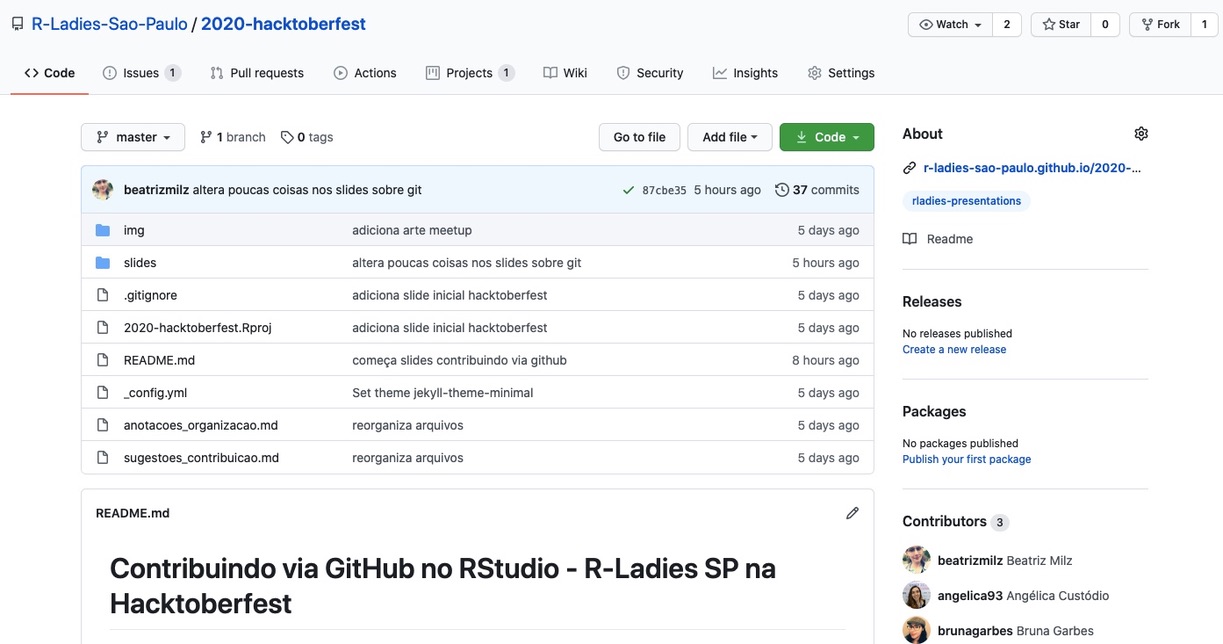 R-Ladies-Sao-Paulo / 2020-hacktoberfest
Watch 2 Star 0 Fork 1
Code Issues 1 Pull requests Actions Projects 1 Wiki Security Insights Settings
master 1 branch 0 tags Go to file Add file Code
beatrizmilz altera poucas coisas nos slides sobre git 87cbe35 5 hours ago 37 commits
img adiciona arte meetup 5 days ago
slides altera poucas coisas nos slides sobre git 5 hours ago
.gitignore adiciona slide inicial hacktoberfest 5 days ago
2020-hacktoberfest.Rproj adiciona slide inicial hacktoberfest 5 days ago
README.md começa slides contribuindo via github 8 hours ago
_config.yml Set theme jekyll-theme-minimal 5 days ago
anotacoes_organizacao.md reorganiza arquivos 5 days ago
sugestoes_contribuicao.md reorganiza arquivos 5 days ago
README.md
Contribuindo via GitHub no RStudio - R-Ladies SP na
Hacktoberfest
About
r-ladies-sao-paulo.github.io/2020-...
rladies-presentations
Readme
Releases
No releases published
Create a new release
Packages
No packages published
Publish your first package
Contributors 3
beatrizmilz Beatriz Milz
angelica93 Angélica Custódio
brunagarbes Bruna Garbes